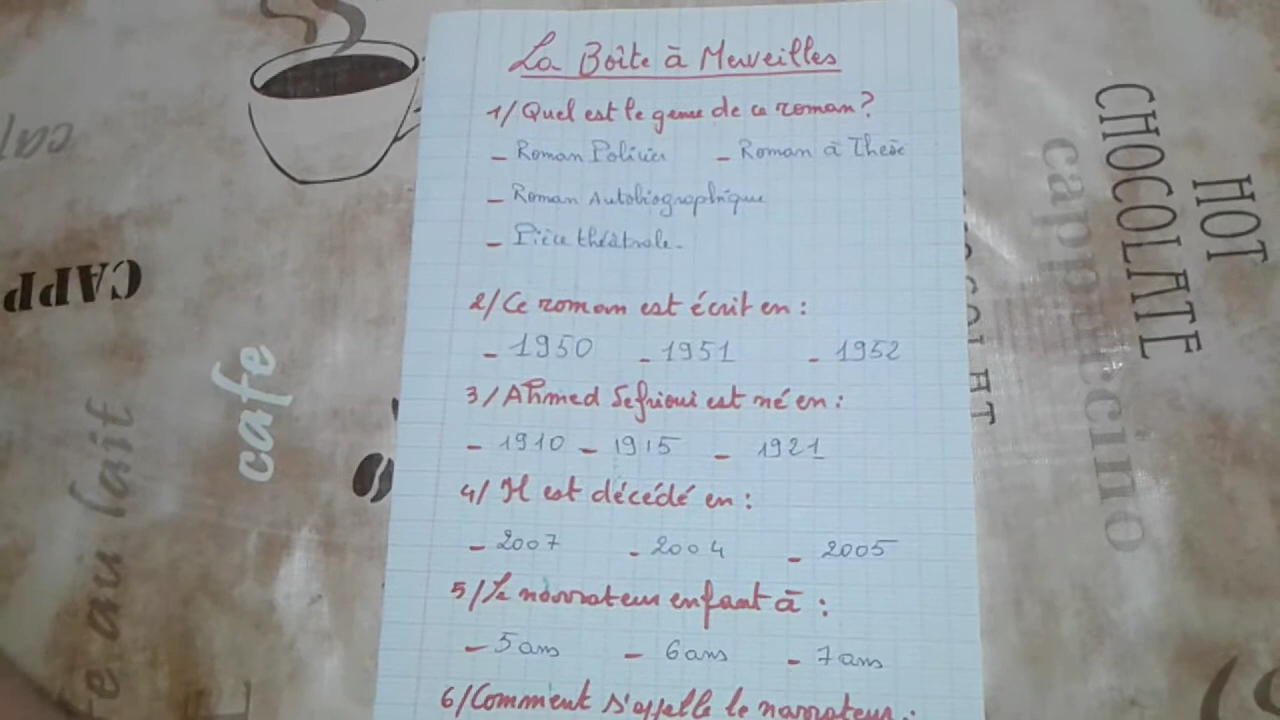 La Boîte à Merveilles
1/ Quel est le genre de ce roman?
- Roman Policier - Roman à Thèse
- Roman Autobiographique
- Pièce théâtrale.
2/ Ce roman est écrit en :
- 1950 - 1951 - 1952
3/ Ahmed Sefrioui est né en :
- 1910 - 1915 - 1921
4/ Il est décédé en :
- 2007 - 2004 - 2005
5/ Le narrateur enfant à :
- 5 ans - 6 ans - 7 ans
6/ Comment s'appelle le narrateur :
CAPP
cafe
au lait
HOT
CHOCOLATE
cappuccino